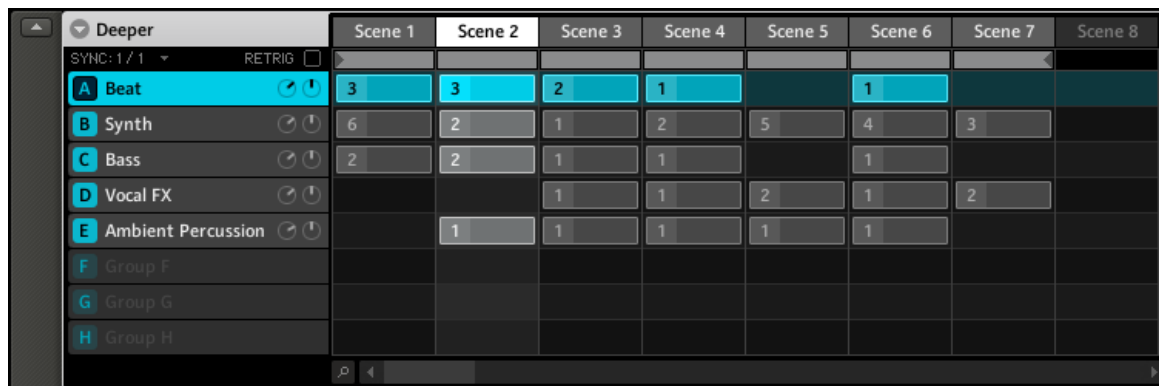 Deeper Scene 1 Scene 2 Scene 3 Scene 4 Scene 5 Scene 6 Scene 7 Scene 8
SYNC: 1 / 1 RETRIG
A Beat 3 3 2 1 1
B Synth 6 2 1 2 5 4 3
C Bass 2 2 1 1 1
D Vocal FX 1 1 2 1 2
E Ambient Percussion 1 1 1 1 1
F Group F
G Group G
H Group H